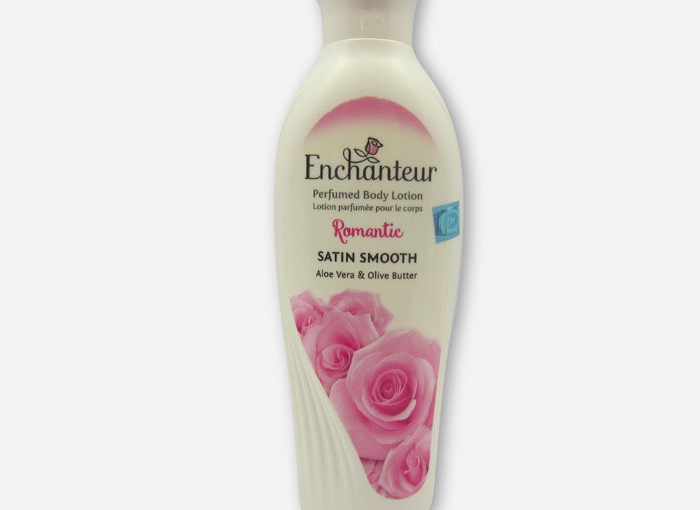 Enchanteur
Perfumed Body Lotion
Lotion parfumée pour le corps
Romantic
SATIN SMOOTH
Aloe Vera & Olive Butter